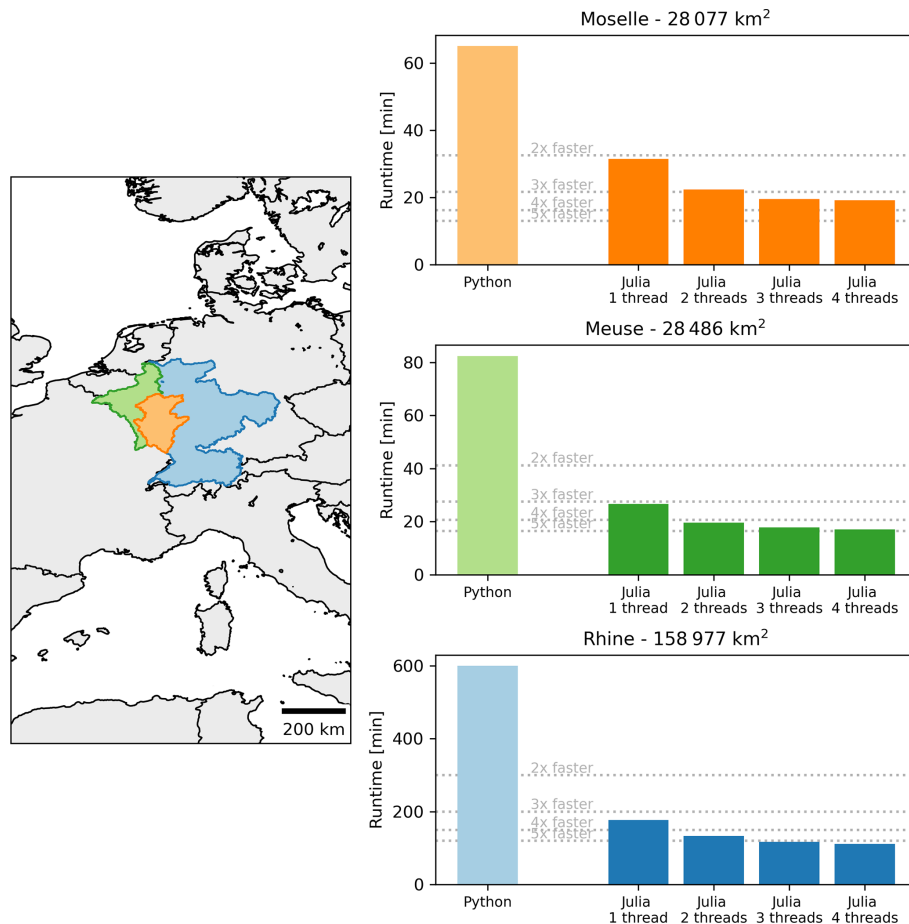 200 km
Moselle - 28 077 km²
Runtime [min]
60
40
20
0
2x faster
3x faster
4x faster
5x faster
Python
Julia
1 thread
Julia
2 threads
Julia
3 threads
Julia
4 threads
Meuse - 28 486 km²
Runtime [min]
80
60
40
20
0
2x faster
3x faster
4x faster
5x faster
Python
Julia
1 thread
Julia
2 threads
Julia
3 threads
Julia
4 threads
Rhine - 158 977 km²
Runtime [min]
600
400
200
0
2x faster
3x faster
4x faster
5x faster
Python
Julia
1 thread
Julia
2 threads
Julia
3 threads
Julia
4 threads